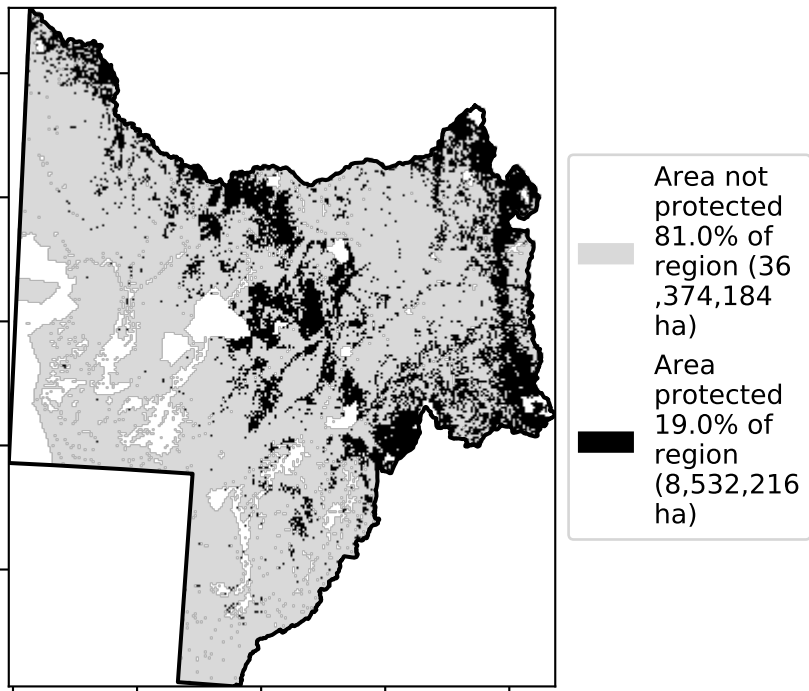 Area not
protected
81.0% of
region (36
,374,184
ha)
Area
protected
19.0% of
region
(8,532,216
ha)